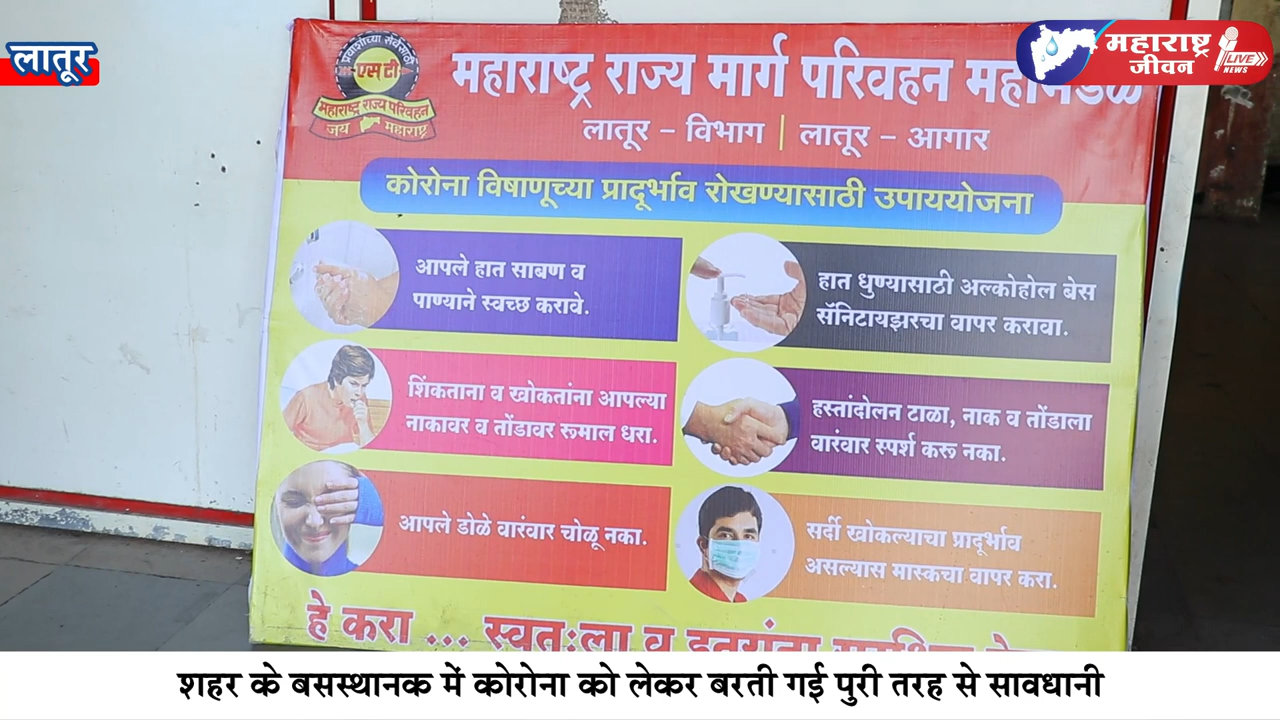 लातूर
महाराष्ट्र
जीवन
LIVE
NEWS
प्रवाशांच्या सेवेसाठी
एस टी
महाराष्ट्र राज्य परिवहन
जय महाराष्ट्र
महाराष्ट्र राज्य मार्ग परिवहन
लातूर - विभाग | लातूर - आगार
कोरोना विषाणूच्या प्रादूर्भाव रोखण्यासाठी उपाययोजना
आपले हात साबण व
पाण्याने स्वच्छ करावे.
हात धुण्यासाठी अल्कोहोल बेस
सॅनिटायझरचा वापर करावा.
शिंकताना व खोकतांना आपल्या
नाकावर व तोंडावर रूमाल धरा.
हस्तांदोलन टाळा, नाक व तोंडाला
वारंवार स्पर्श करू नका.
आपले डोळे वारंवार चोळू नका.
सर्दी खोकल्याचा प्रादूर्भाव
असल्यास मास्कचा वापर करा.
हे करा ... स्वतःला व
शहर के बसस्थानक में कोरोना को लेकर बरती गई पुरी तरह से सावधानी